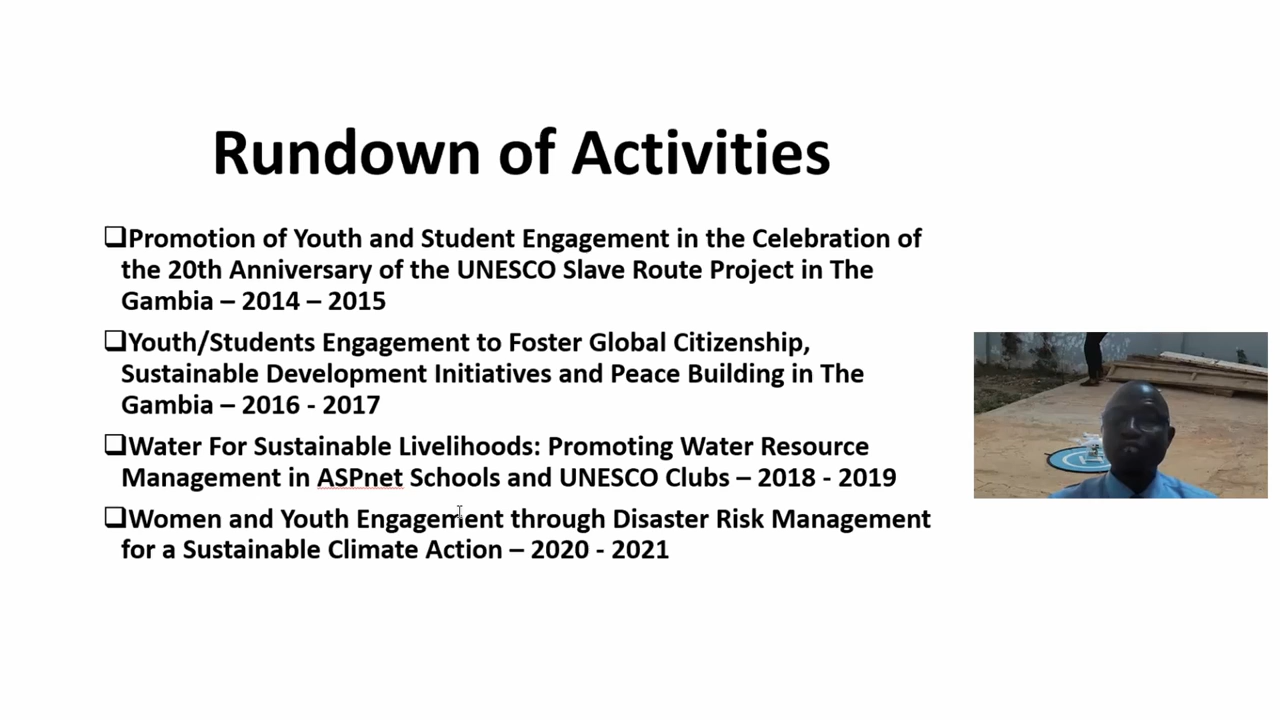 Rundown of Activities
❑Promotion of Youth and Student Engagement in the Celebration of
the 20th Anniversary of the UNESCO Slave Route Project in The
Gambia – 2014 – 2015
❑Youth/Students Engagement to Foster Global Citizenship,
Sustainable Development Initiatives and Peace Building in The
Gambia – 2016 - 2017
❑Water For Sustainable Livelihoods: Promoting Water Resource
Management in ASPnet Schools and UNESCO Clubs – 2018 - 2019
❑Women and Youth Engagement through Disaster Risk Management
for a Sustainable Climate Action – 2020 - 2021